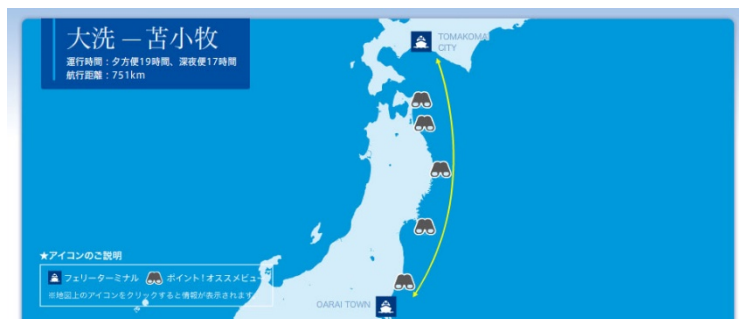 大洗 ― 苫小牧
運行時間：夕方便19時間、深夜便17時間
航行距離：751km
TOMAKOMAI
CITY
★アイコンのご説明
フェリーターミナル ポイント！オススメビュー
※地図上のアイコンをクリックすると情報が表示されます
OARAI TOWN